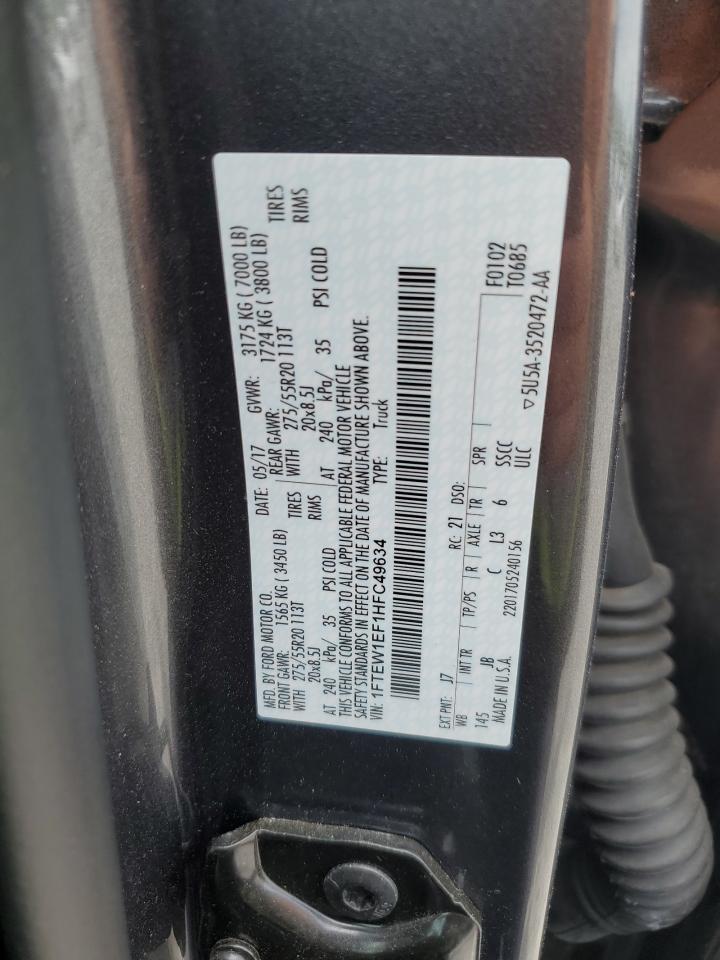 MFD. BY FORD MOTOR CO. DATE: 05/17 GVWR: 3175 KG ( 7000 LB)
FRONT GAWR: 1565 KG ( 3450 LB) REAR GAWR: 1724 KG ( 3800 LB)
WITH 275/55R20 113T TIRES WITH 275/55R20 113T TIRES
20x8.5J RIMS 20x8.5J RIMS
AT 240 kPa/ 35 PSI COLD AT 240 kPa/ 35 PSI COLD
THIS VEHICLE CONFORMS TO ALL APPLICABLE FEDERAL MOTOR VEHICLE
SAFETY STANDARDS IN EFFECT ON THE DATE OF MANUFACTURE SHOWN ABOVE.
VIN: 1FTEW1EF1HFC49634 TYPE: Truck
EXT PNT: J7 RC: 21 DSO: F0102
WB INT TR TP/PS R AXLE TR SPR T0685
145 JB C L3 6 SSCC
MADE IN U.S.A. 2201705240156 ULC ▽5U5A-3520472-AA